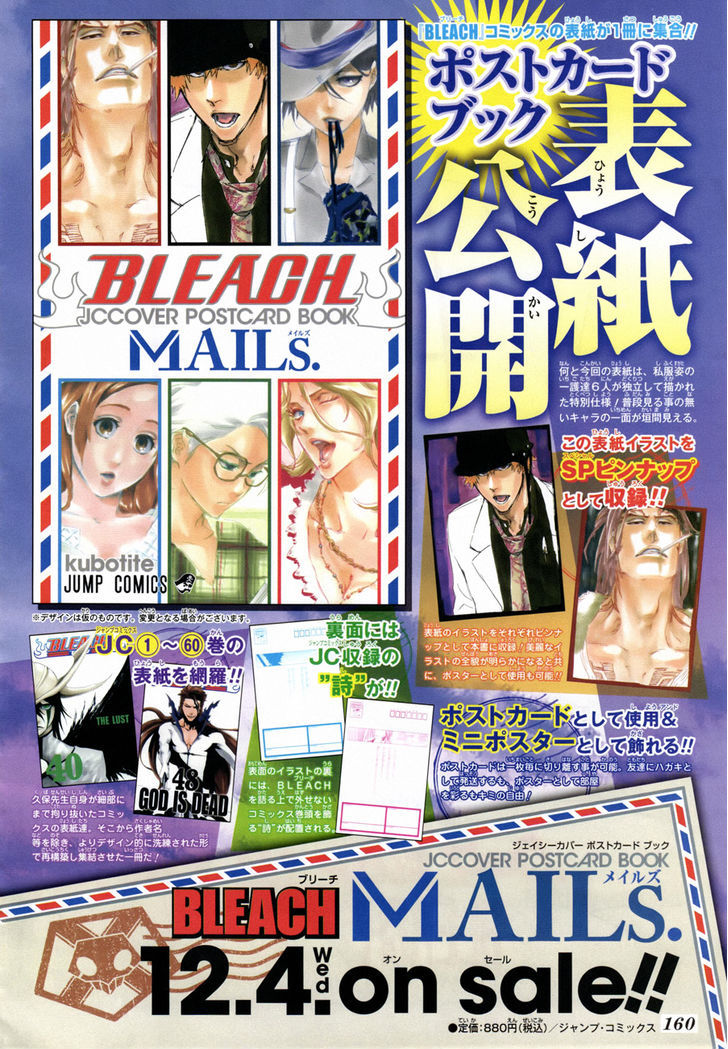 『BLEACH』コミックスの表紙が1冊に集合!!
ポストカード
ブック
表紙
公開
BLEACH
JCCOVER POSTCARD BOOK
MAILs.
メイルズ
kubotite
JUMP COMICS
※デザインは仮のものです。変更となる場合がございます。
何と今回の表紙は、私服姿の
一護達6人が独立して描かれ
た特別仕様!普段見る事の無
いキャラの一面が垣間見える。
この表紙イラストを
SPピンナップ
として収録!!
表紙のイラストをそれぞれピンナ
ップとして本書に収録!!美麗なイ
ラストの全貌が明らかになると共
に、ポスターとして使用も可能!!
BLEACH
JC①~㊿巻の
表紙を網羅!!
THE LUST
40
48
GOD IS DEAD
久保先生自身が細部に
まで拘り抜いたコミッ
クスの表紙達。そこから作者名
等を除き、よりデザイン的に洗練された形
で再構築し集結させた一冊だ!
裏面には
JC収録の
"詩"が!!
表面のイラストの裏
には、BLEACH
を語る上で外せない
コミックス巻頭を飾
る"詩"が配置される。
ポストカードとして使用&
ミニポスターとして飾れる!!
ポストカードは一枚毎に切り離す事が可能。友達にハガキと
して発送するも、ポスターとして部屋
を彩るもキミの自由!
ジェイシーカバー ポストカード ブック
JCCOVER POSTCARD BOOK
ブリーチ
BLEACH MAILs.
メイルズ
12.4. Wed. on sale!!
オン セール
●定価:880円(税込)/ジャンプ・コミックス
160